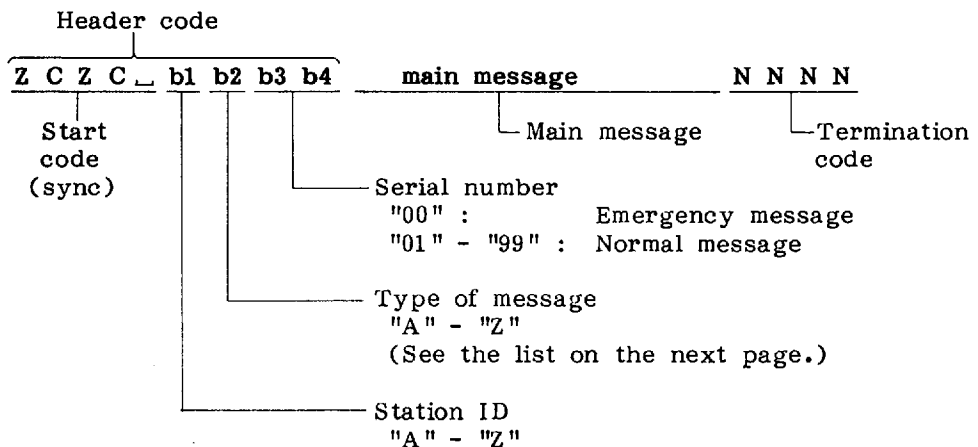 Header code
Z C Z C ⎵ b1 b2 b3 b4 main message N N N N
Start code (sync)
Main message
Termination code
Serial number
"00" : Emergency message
"01" - "99" : Normal message
Type of message
"A" - "Z"
(See the list on the next page.)
Station ID
"A" - "Z"